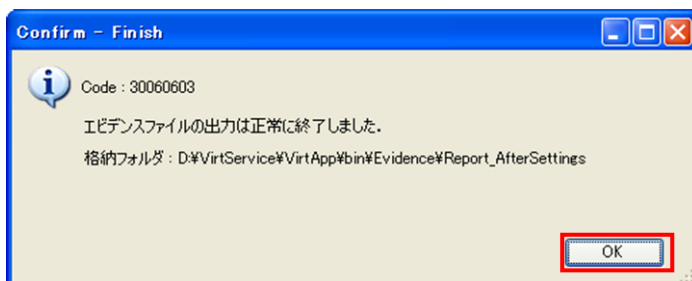 Confirm - Finish
Code : 30060603
エビデンスファイルの出力は正常に終了しました.
格納フォルダ : D:¥VirtService¥VirtApp¥bin¥Evidence¥Report_AfterSettings
OK